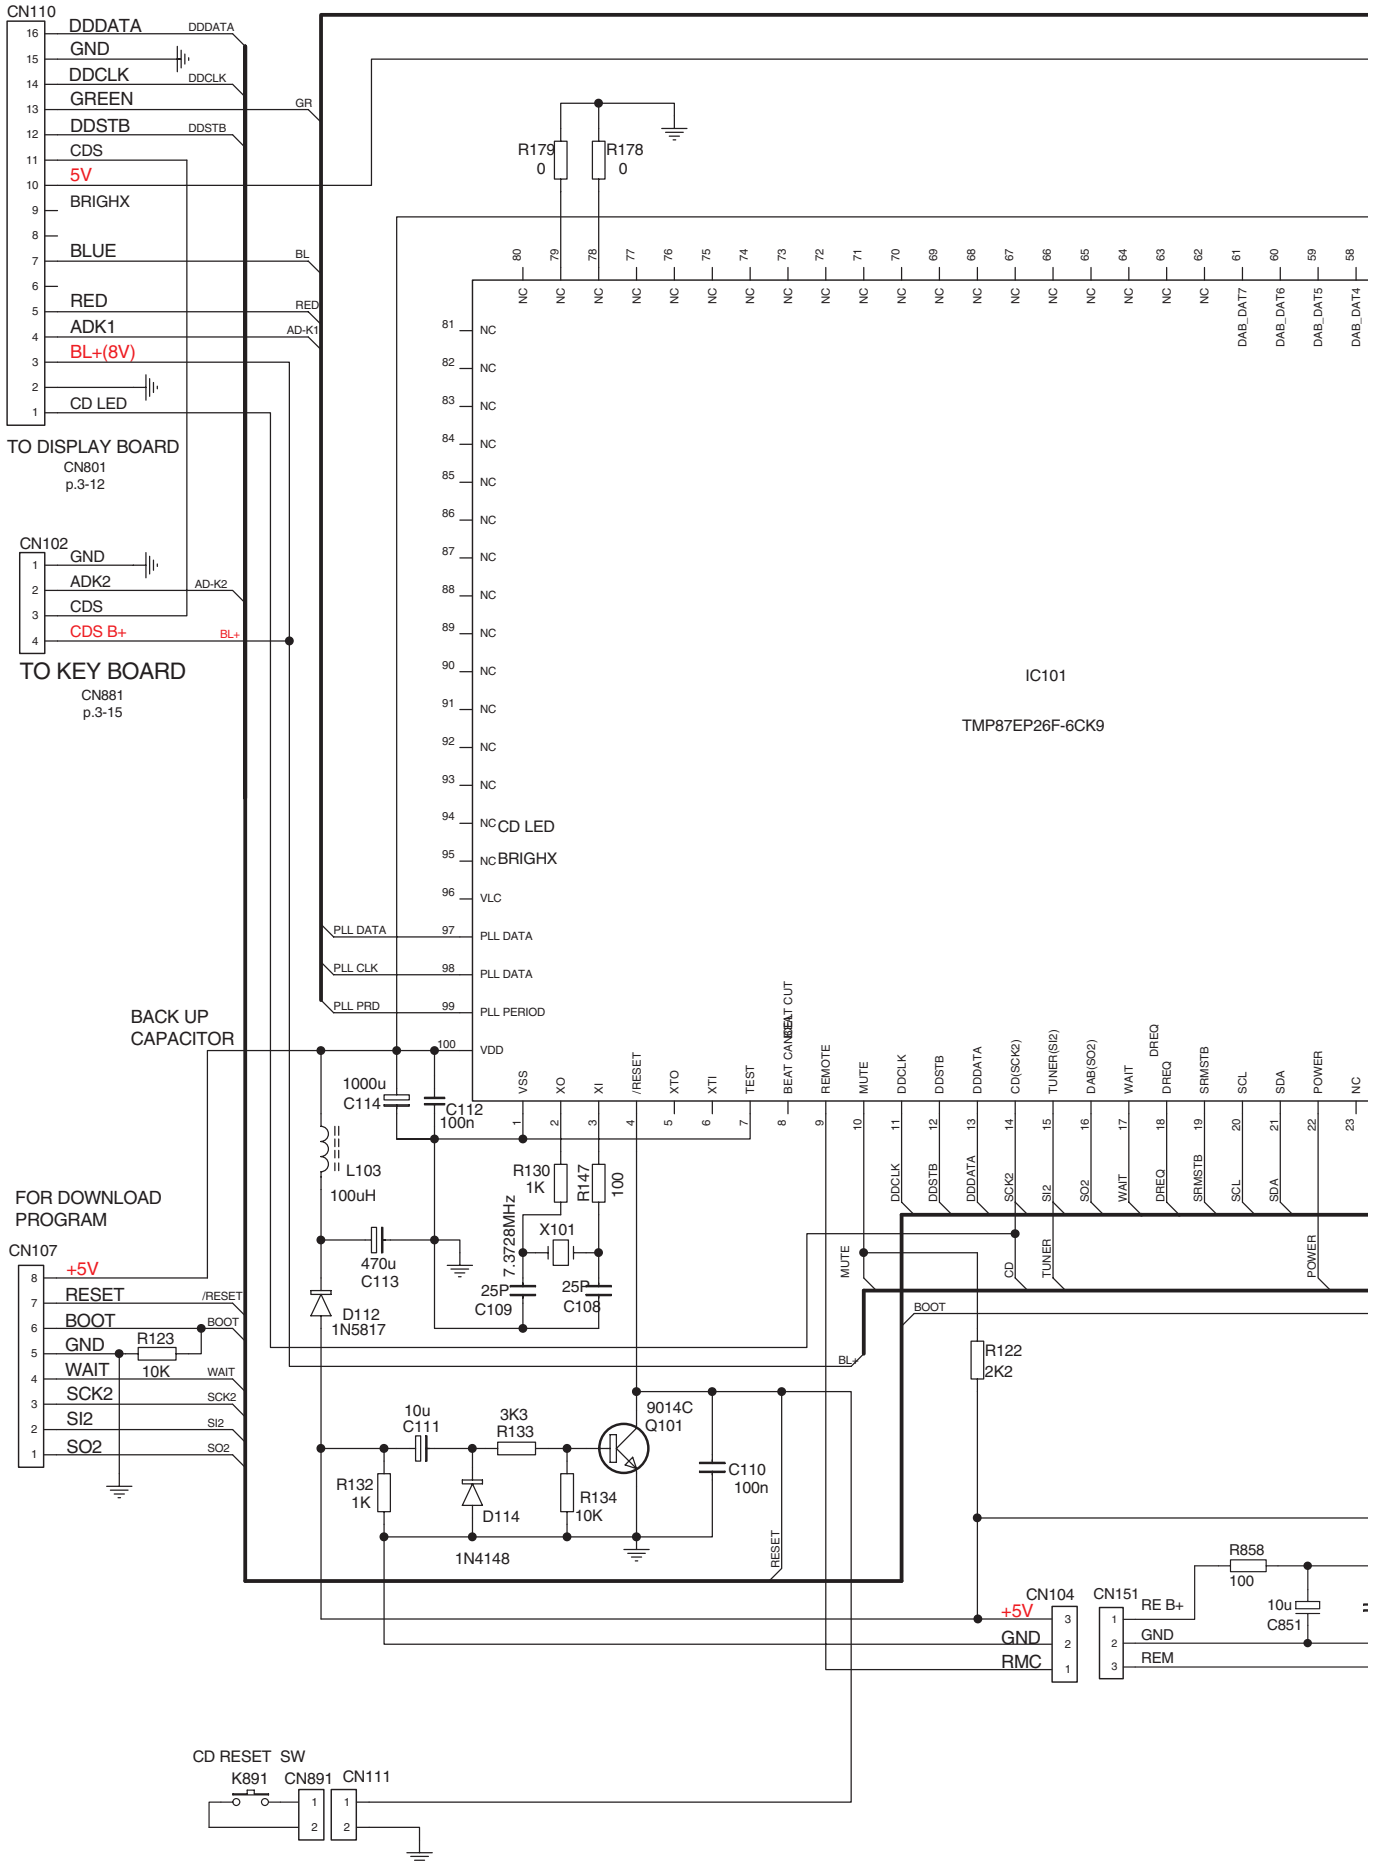 CN110
16 DDDATA DDDATA
15 GND
14 DDCLK DDCLK
13 GREEN GR
12 DDSTB DDSTB
11 CDS
10 5V
9 BRIGHX
8
7 BLUE BL
6
5 RED RED
4 ADK1 AD-K1
3 BL+(8V)
2
1 CD LED
TO DISPLAY BOARD
CN801
p.3-12
CN102
1 GND
2 ADK2 AD-K2
3 CDS
4 CDS B+ BL+
TO KEY BOARD
CN881
p.3-15
R179
0
R178
0
80 79 78 77 76 75 74 73 72 71 70 69 68 67 66 65 64 63 62 61 60 59 58
NC NC NC NC NC NC NC NC NC NC NC NC NC NC NC NC NC NC NC DAB_DAT7 DAB_DAT6 DAB_DAT5 DAB_DAT4
81 NC
82 NC
83 NC
84 NC
85 NC
86 NC
87 NC
88 NC
89 NC
90 NC
91 NC
92 NC
93 NC
94 NC CD LED
95 NC BRIGHX
96 VLC
PLL DATA 97 PLL DATA
PLL CLK 98 PLL DATA
PLL PRD 99 PLL PERIOD
100 VDD
IC101
TMP87EP26F-6CK9
VSS XO XI /RESET XTO XTI TEST BEAT CUT REMOTE MUTE DDCLK DDSTB DDDATA CD(SCK2) TUNER(SI2) DAB(SO2) WAIT DREQ DREQ SRMSTB SCL SDA POWER NC
1 2 3 4 5 6 7 8 9 10 11 12 13 14 15 16 17 18 19 20 21 22 23
DDCLK DDSTB DDDATA SCK2 SI2 SO2 WAIT DREQ SRMSTB SCL SDA
MUTE CD TUNER POWER
BACK UP
CAPACITOR
1000u
C114
C112
100n
L103
100uH
R130
1K
R147
100
7.3728MHz
X101
470u
C113
25P
C109
25P
C108
D112
1N5817
FOR DOWNLOAD
PROGRAM
CN107
8 +5V
7 RESET /RESET
6 BOOT BOOT
5 GND
R123
10K
4 WAIT WAIT
3 SCK2 SCK2
2 SI2 SI2
1 SO2 SO2
BOOT
BL+
R122
2K2
10u
C111
3K3
R133
9014C
Q101
R132
1K
D114
1N4148
R134
10K
C110
100n
RESET
CN104
+5V 3
GND 2
RMC 1
CN151
1 RE B+
2 GND
3 REM
R858
100
10u
C851
CD RESET SW
K891 CN891 CN111
1 1
2 2